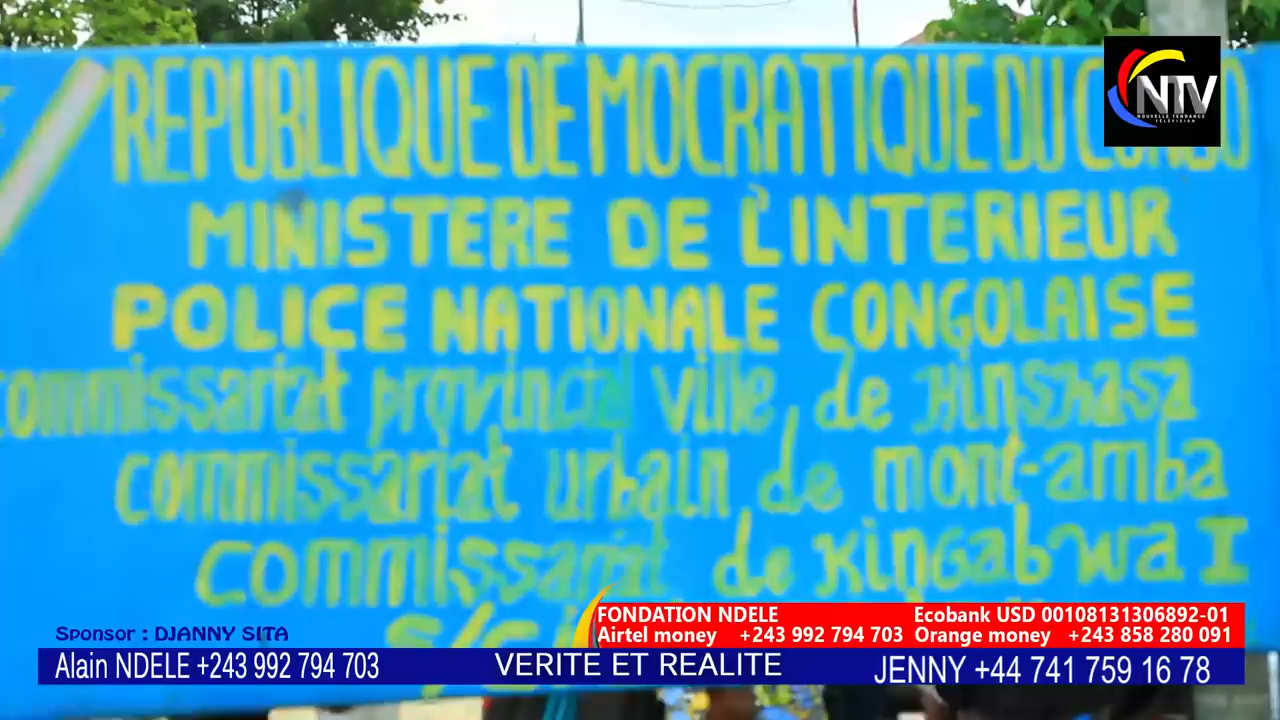 REPUBLIQUE DEMOCRATIQUE DU CONGO
NTV
NOUVELLE TENDANCE
TÉLÉVISION
MINISTERE DE L'INTERIEUR
POLICE NATIONALE CONGOLAISE
commissariat provincial ville de Kinshasa
commissariat urbain de mont-amba
commissariat de Kingabwa I
Sponsor : DJANNY SITA
FONDATION NDELE Ecobank USD 00108131306892-01
Airtel money +243 992 794 703 Orange money +243 858 280 091
Alain NDELE +243 992 794 703 VERITE ET REALITE JENNY +44 741 759 16 78